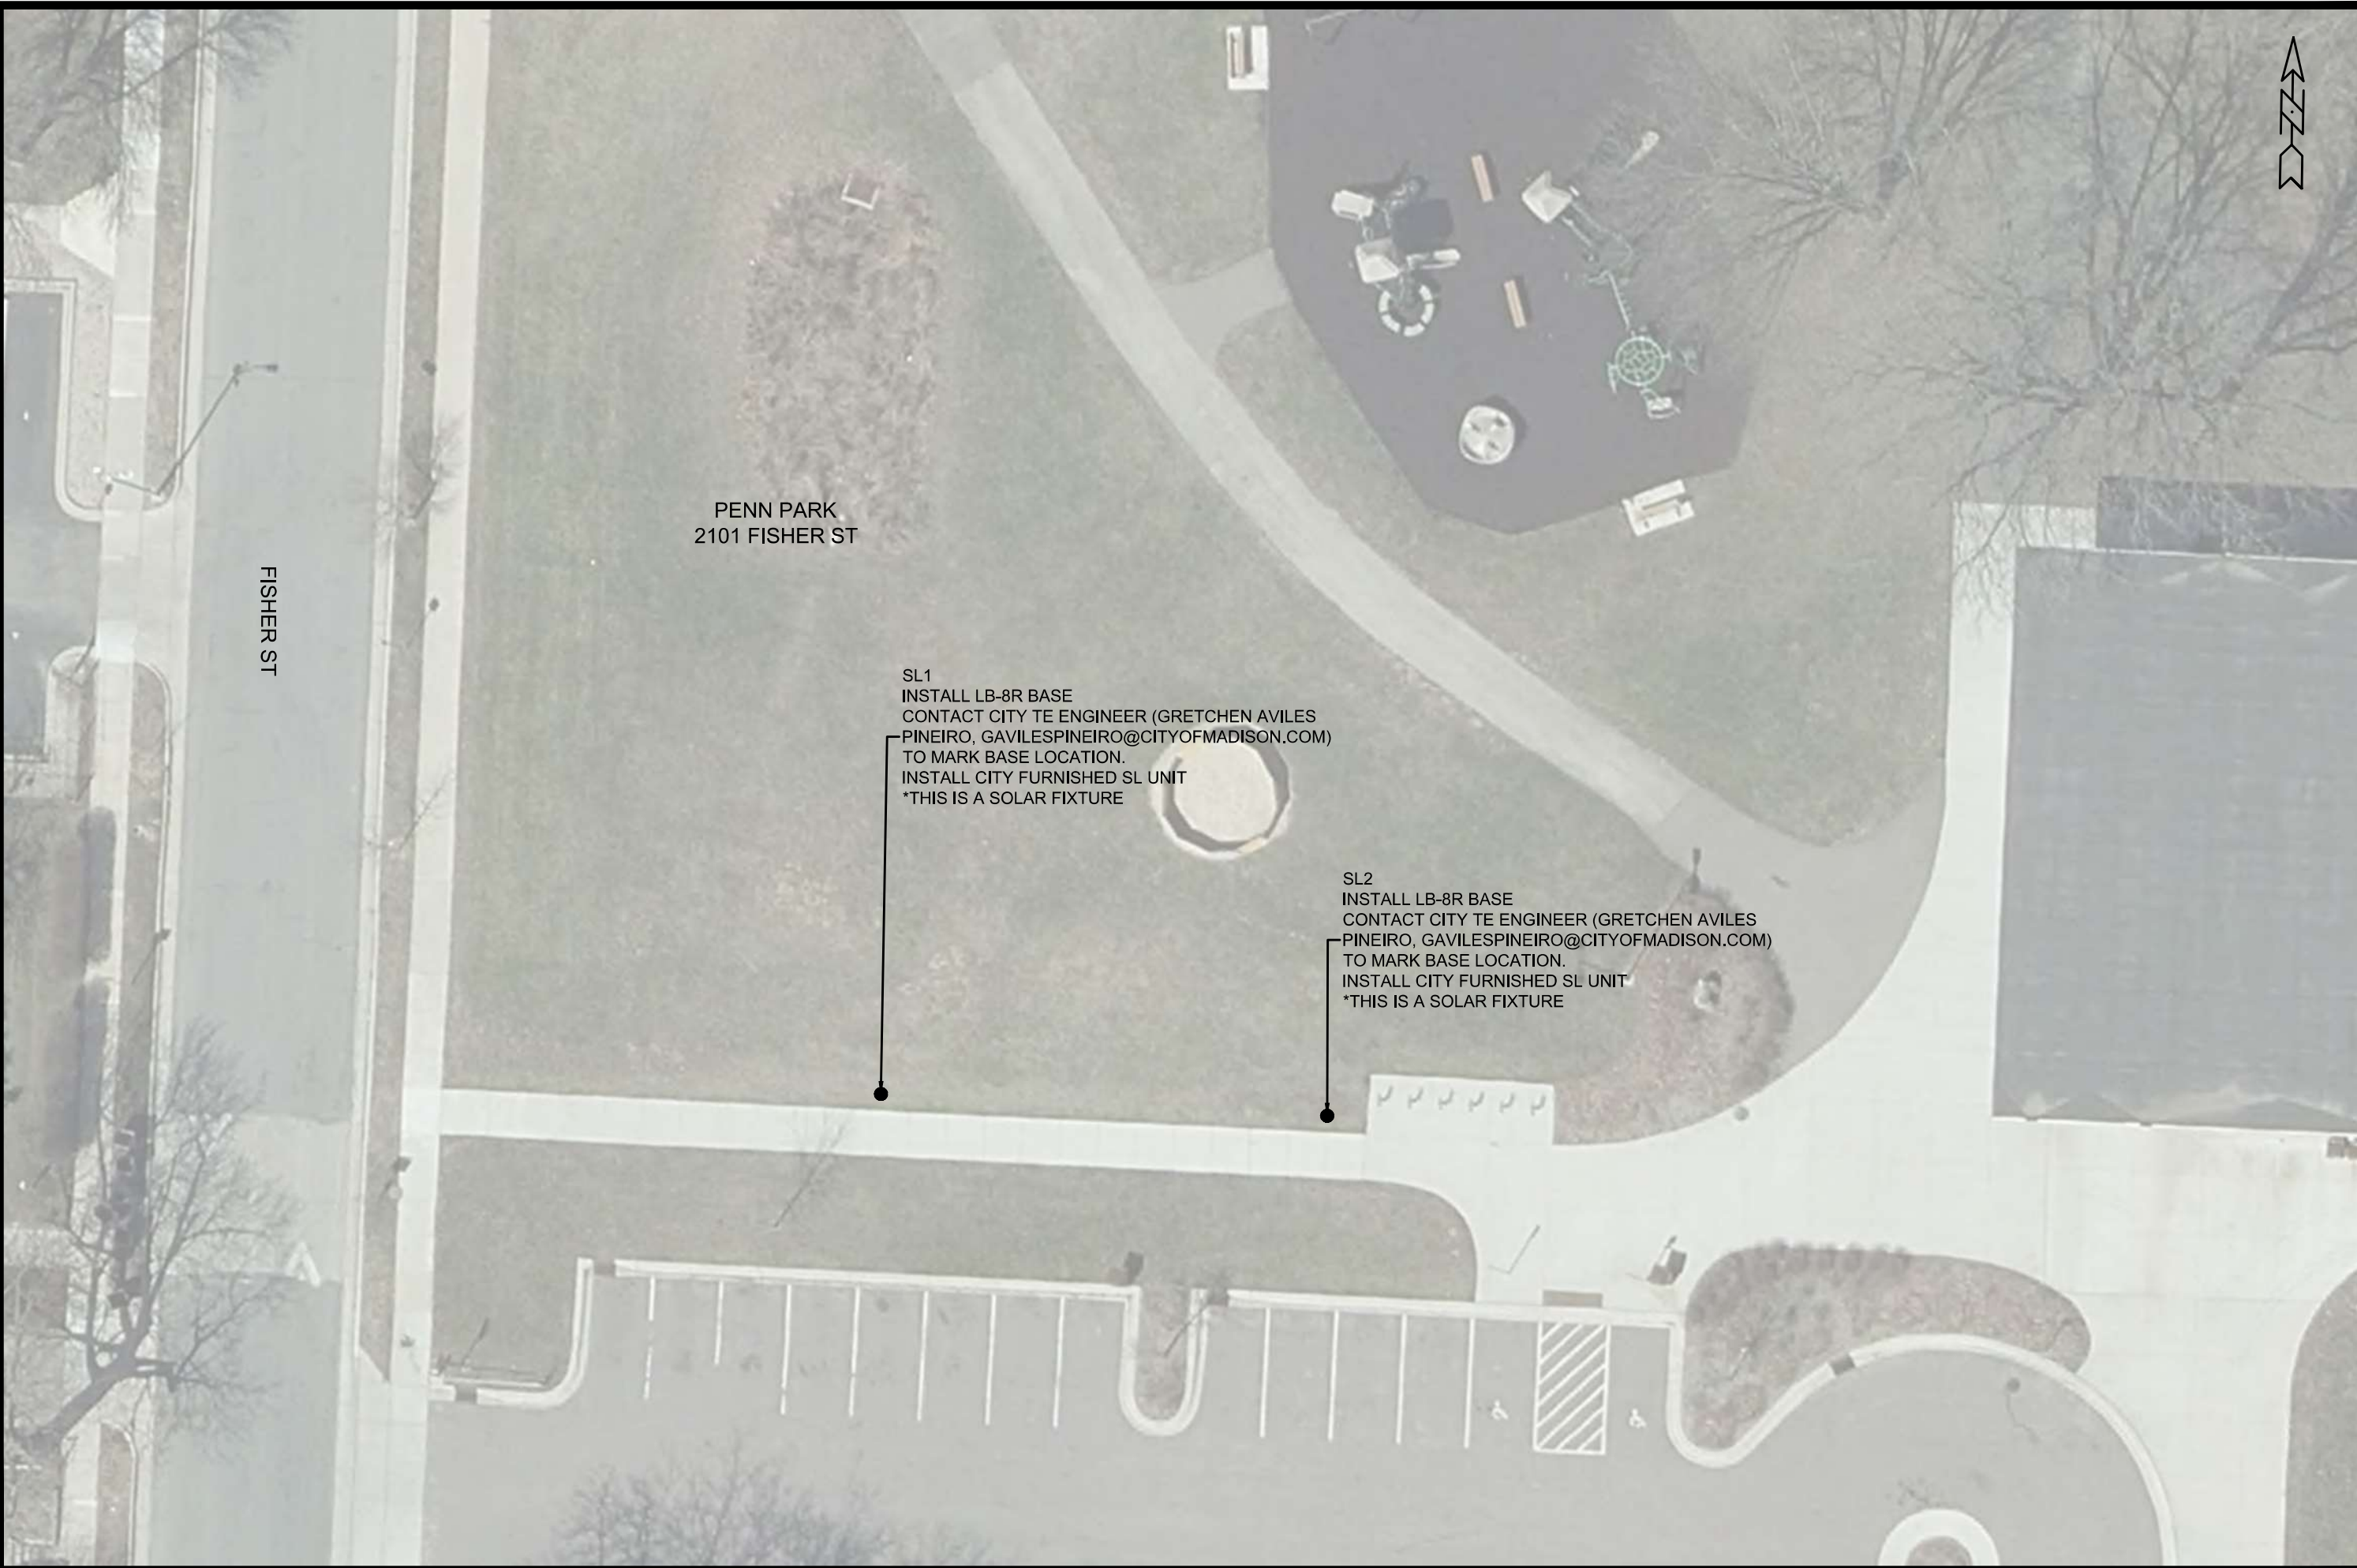 PENN PARK
2101 FISHER ST
FISHER ST
SL1
INSTALL LB-8R BASE
CONTACT CITY TE ENGINEER (GRETCHEN AVILES
PINEIRO, GAVILESPINEIRO@CITYOFMADISON.COM)
TO MARK BASE LOCATION.
INSTALL CITY FURNISHED SL UNIT
*THIS IS A SOLAR FIXTURE
SL2
INSTALL LB-8R BASE
CONTACT CITY TE ENGINEER (GRETCHEN AVILES
PINEIRO, GAVILESPINEIRO@CITYOFMADISON.COM)
TO MARK BASE LOCATION.
INSTALL CITY FURNISHED SL UNIT
*THIS IS A SOLAR FIXTURE
N